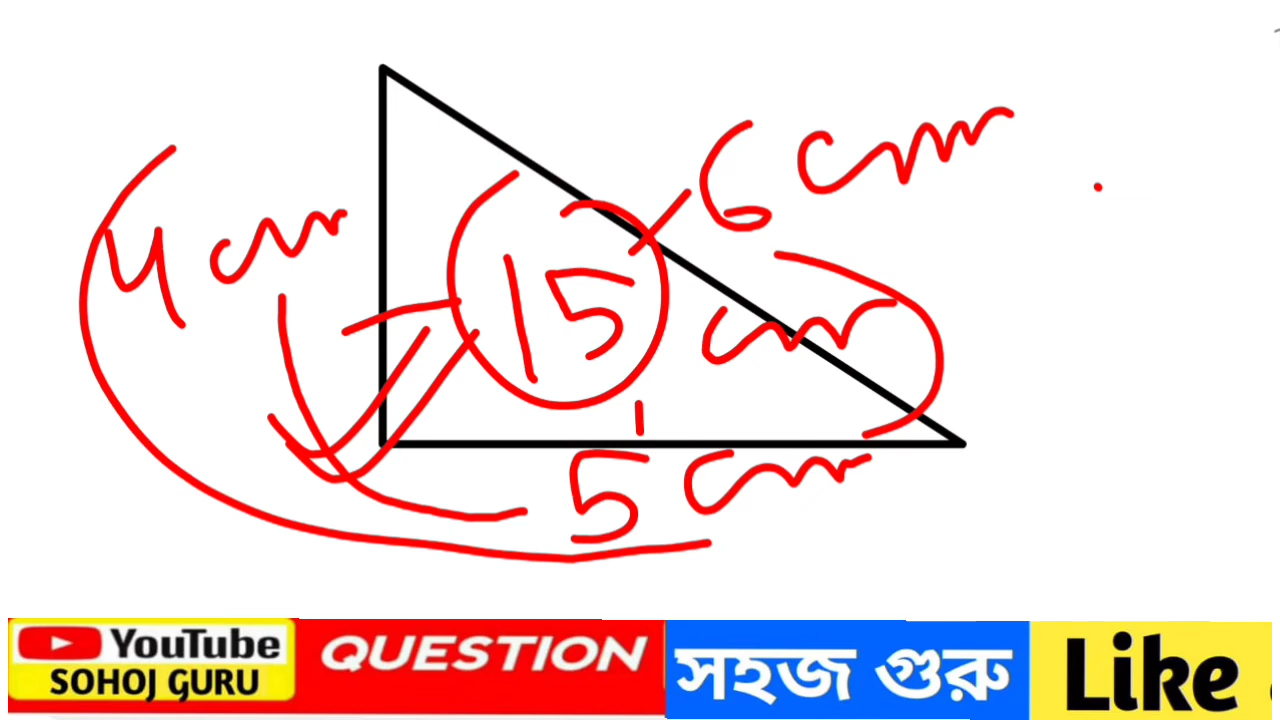 6 cm
4 cm
15 cm
5 cm
YouTube
SOHOJ GURU
QUESTION
সহজ গুরু
Like